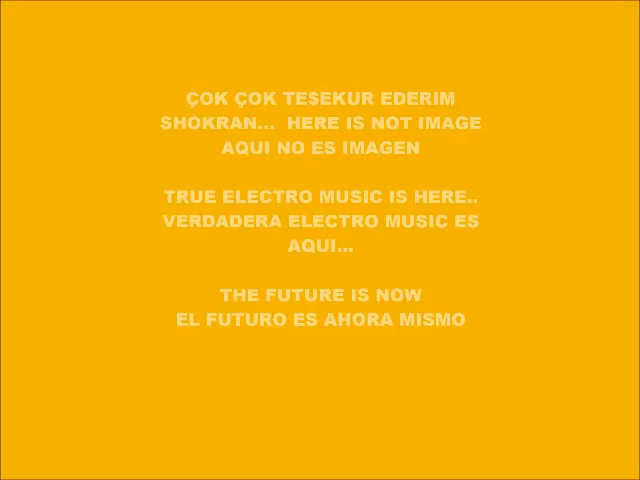 ÇOK ÇOK TEŞEKUR EDERIM
SHOKRAN... HERE IS NOT IMAGE
AQUI NO ES IMAGEN
TRUE ELECTRO MUSIC IS HERE..
VERDADERA ELECTRO MUSIC ES
AQUI...
THE FUTURE IS NOW
EL FUTURO ES AHORA MISMO